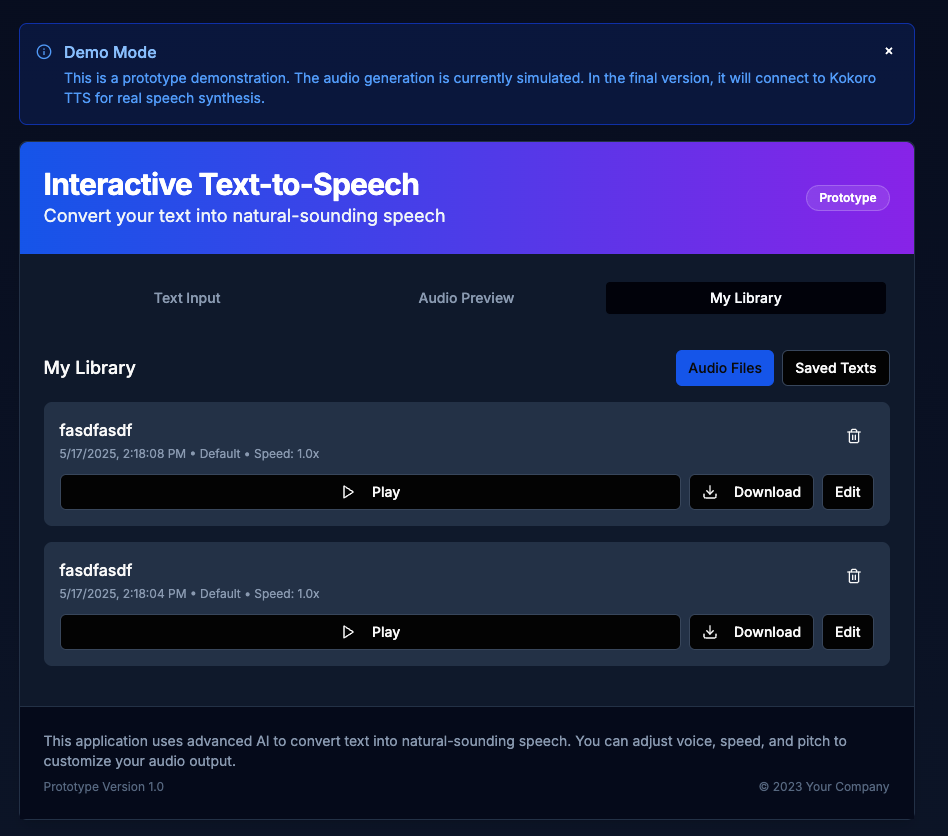 Demo Mode
This is a prototype demonstration. The audio generation is currently simulated. In the final version, it will connect to Kokoro
TTS for real speech synthesis.
Interactive Text-to-Speech
Convert your text into natural-sounding speech
Prototype
Text Input
Audio Preview
My Library
My Library
Audio Files
Saved Texts
fasdfasdf
5/17/2025, 2:18:08 PM • Default • Speed: 1.0x
Play
Download
Edit
fasdfasdf
5/17/2025, 2:18:04 PM • Default • Speed: 1.0x
Play
Download
Edit
This application uses advanced AI to convert text into natural-sounding speech. You can adjust voice, speed, and pitch to
customize your audio output.
Prototype Version 1.0
© 2023 Your Company